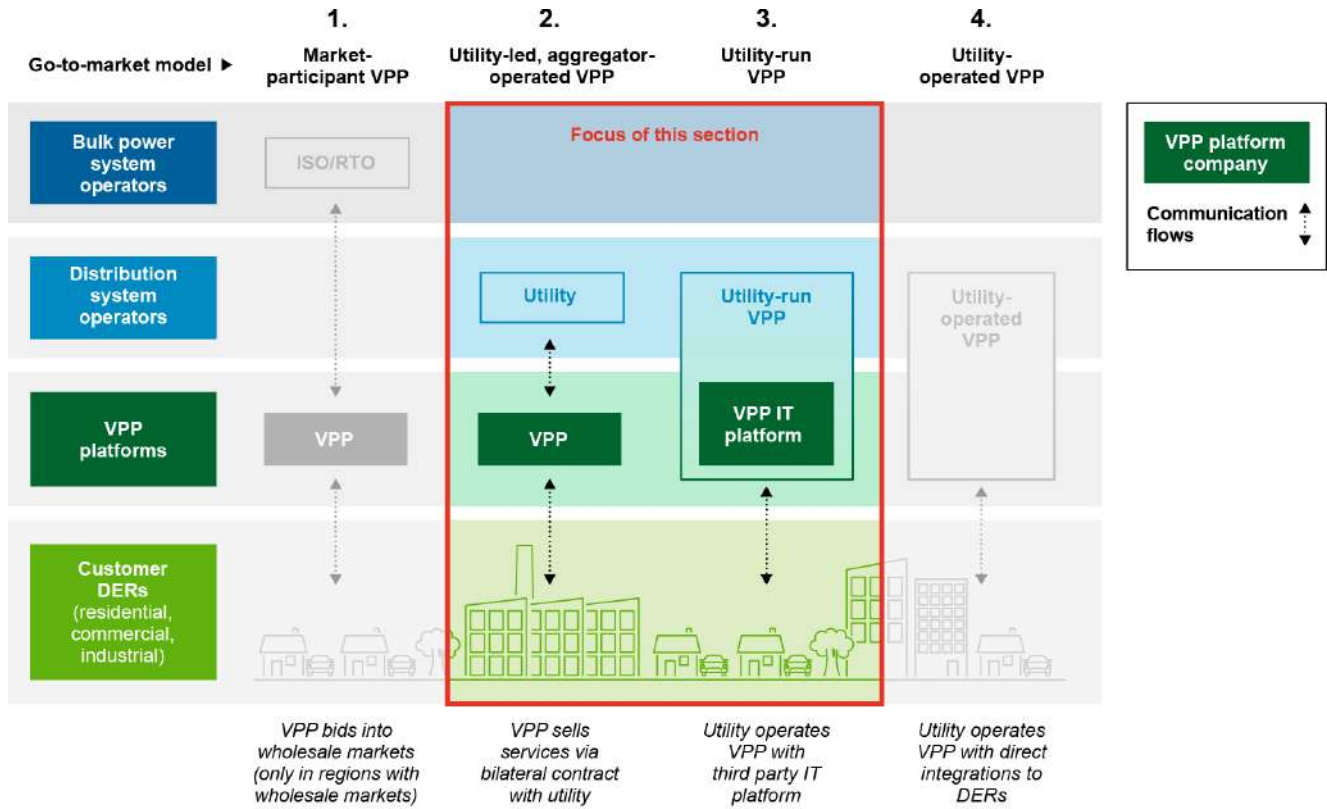 1.
2.
3.
4.
Go-to-market model ►
Market-
participant VPP
Utility-led, aggregator-
operated VPP
Utility-run
VPP
Utility-
operated VPP
Bulk power
system
operators
ISO/RTO
Focus of this section
VPP platform
company
Communication
flows
Distribution
system
operators
Utility
Utility-run
VPP
Utility-
operated
VPP
VPP
platforms
VPP
VPP
VPP IT
platform
Customer
DERs
(residential,
commercial,
industrial)
VPP bids into
wholesale markets
(only in regions with
wholesale markets)
VPP sells
services via
bilateral contract
with utility
Utility operates
VPP with
third party IT
platform
Utility operates
VPP with direct
integrations to
DERs